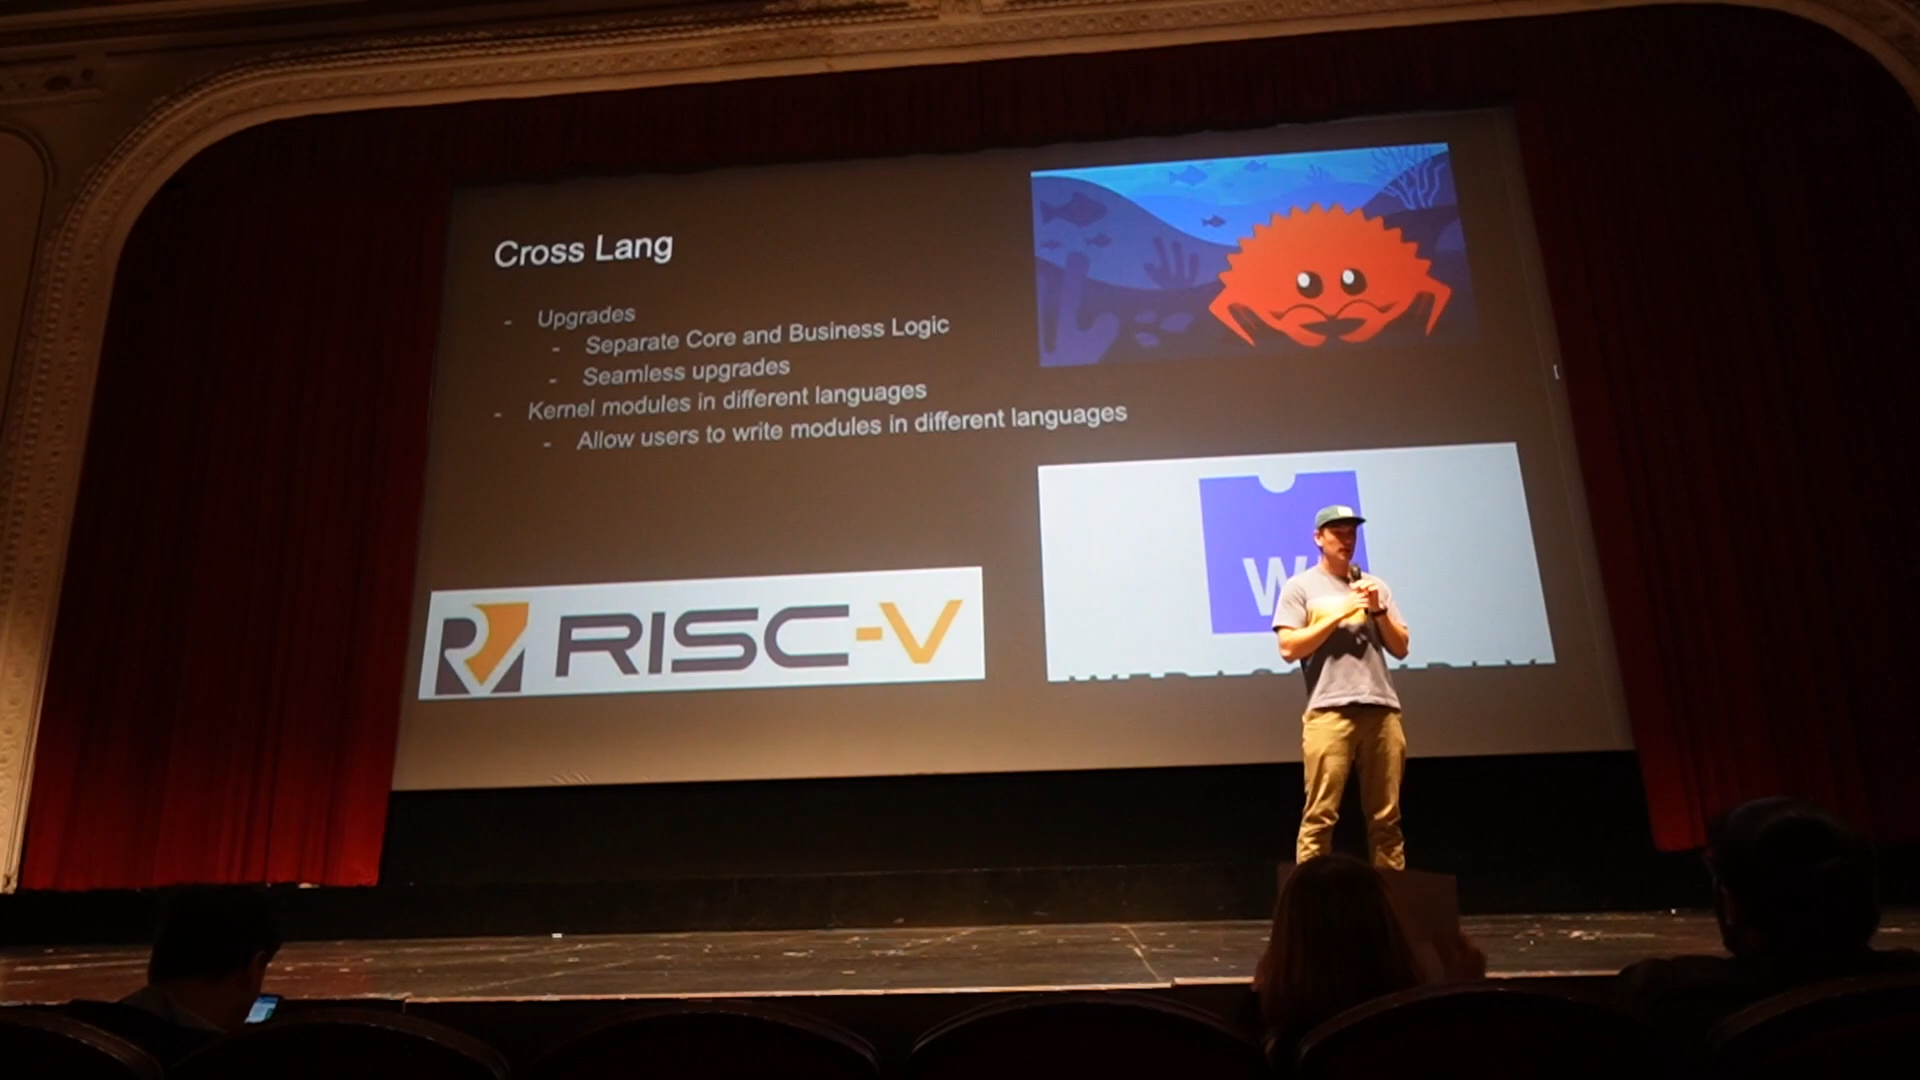 Cross Lang
- Upgrades
- Separate Core and Business Logic
- Seamless upgrades
- Kernel modules in different languages
- Allow users to write modules in different languages
RISC-V
W